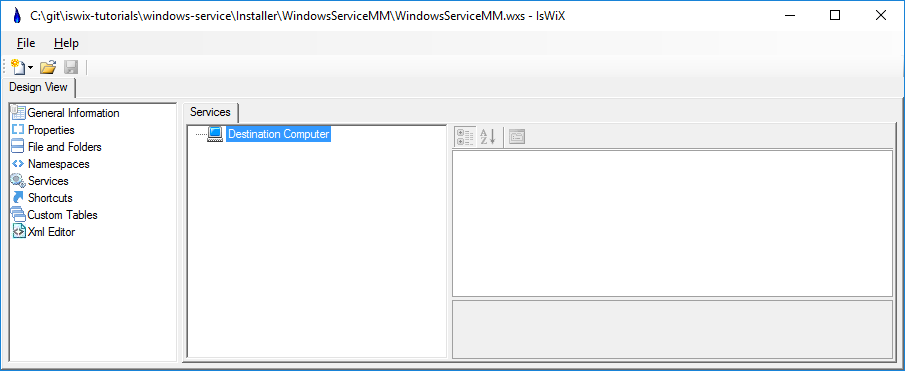 C:\git\iswix-tutorials\windows-service\Installer\WindowsServiceMM\WindowsServiceMM.wxs - IsWiX
File Help
Design View
General Information
Properties
File and Folders
Namespaces
Services
Shortcuts
Custom Tables
Xml Editor
Services
Destination Computer